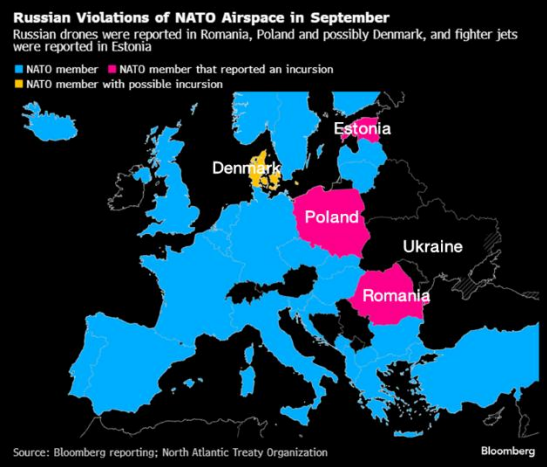 Russian Violations of NATO Airspace in September
Russian drones were reported in Romania, Poland and possibly Denmark, and fighter jets
were reported in Estonia
NATO member NATO member that reported an incursion
NATO member with possible incursion
Estonia
Denmark
Poland
Ukraine
Romania
Source: Bloomberg reporting; North Atlantic Treaty Organization
Bloomberg